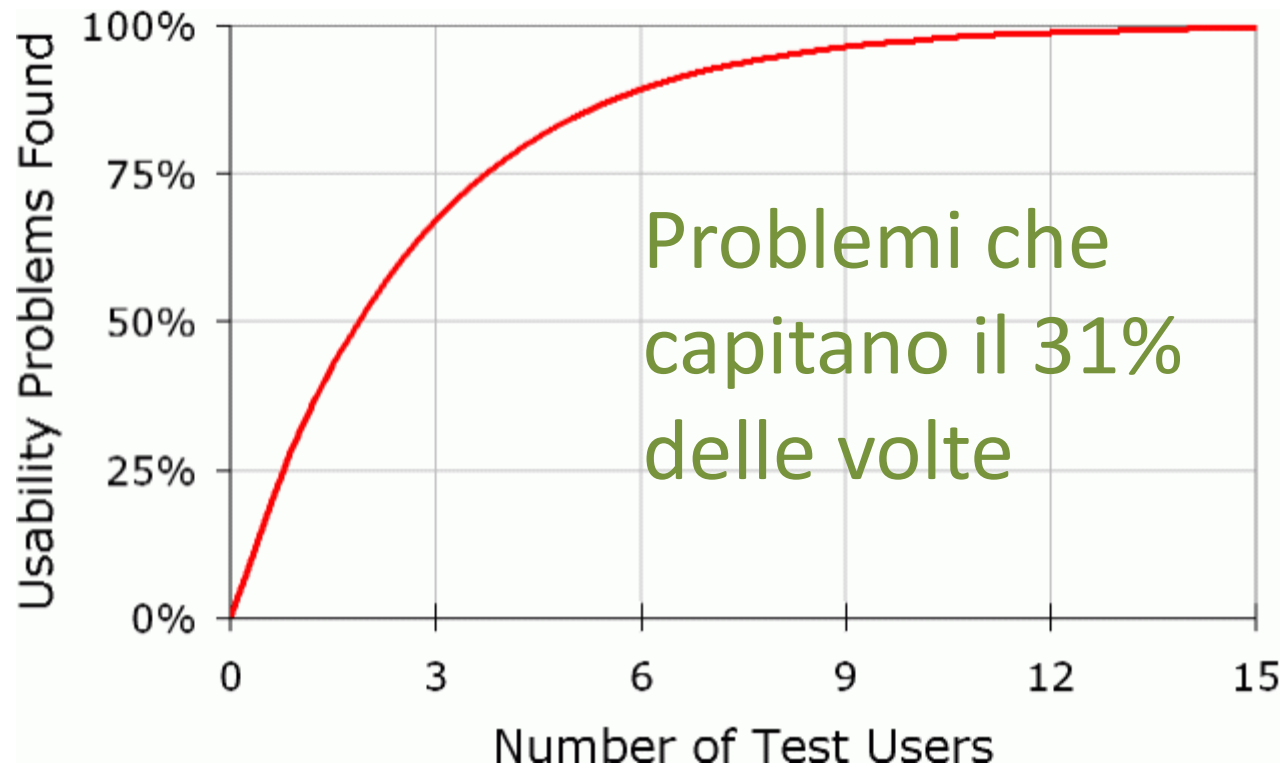 Usability Problems Found
100%
75%
50%
25%
0%
Problemi che
capitano il 31%
delle volte
0 3 6 9 12 15
Number of Test Users